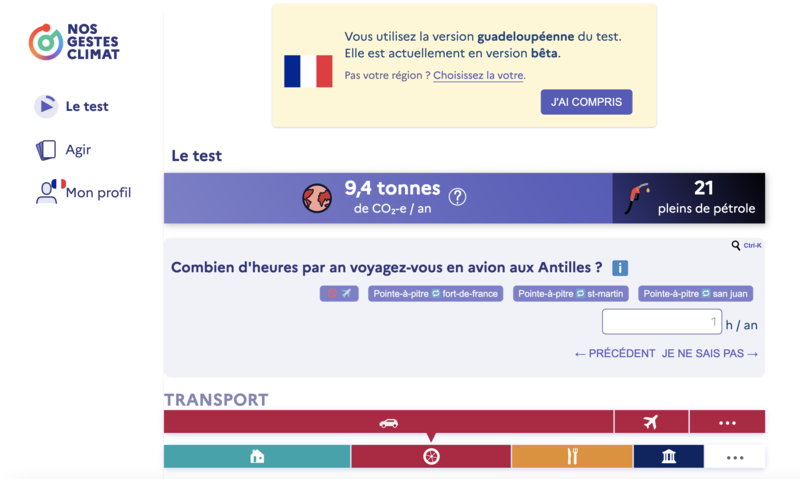 NOS
GESTES
CLIMAT
Vous utilisez la version guadeloupéenne du test.
Elle est actuellement en version bêta.
Pas votre région ? Choisissez la votre.
J'AI COMPRIS
Le test
Agir
Mon profil
Le test
9,4 tonnes
de CO₂-e / an
?
21
pleins de pétrole
Ctrl-K
Combien d'heures par an voyagez-vous en avion aux Antilles ? i
Pointe-à-pitre fort-de-france
Pointe-à-pitre st-martin
Pointe-à-pitre san juan
1 h / an
← PRÉCÉDENT JE NE SAIS PAS →
TRANSPORT
...
...